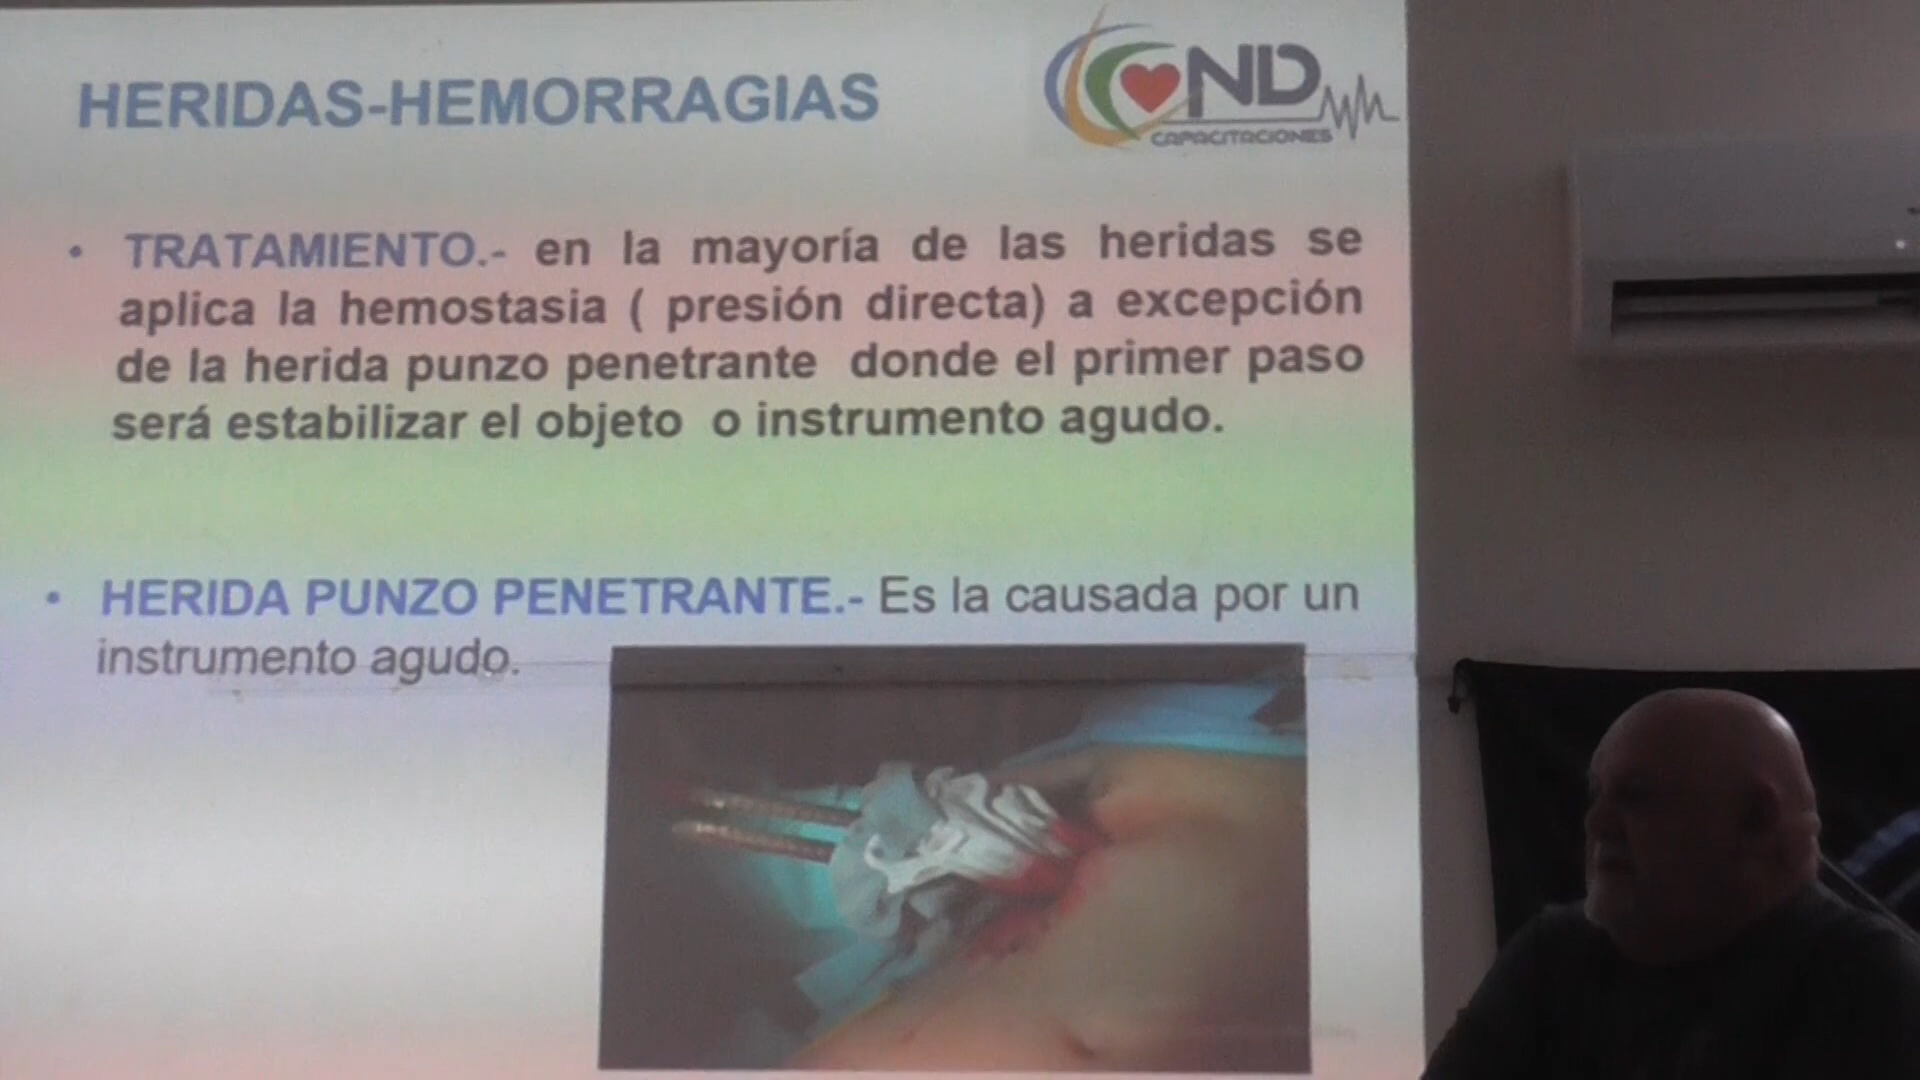 HERIDAS-HEMORRAGIAS
ND
CAPACITACIONES
• TRATAMIENTO.- en la mayoría de las heridas se
aplica la hemostasia ( presión directa) a excepción
de la herida punzo penetrante donde el primer paso
será estabilizar el objeto o instrumento agudo.
• HERIDA PUNZO PENETRANTE.- Es la causada por un
instrumento agudo.